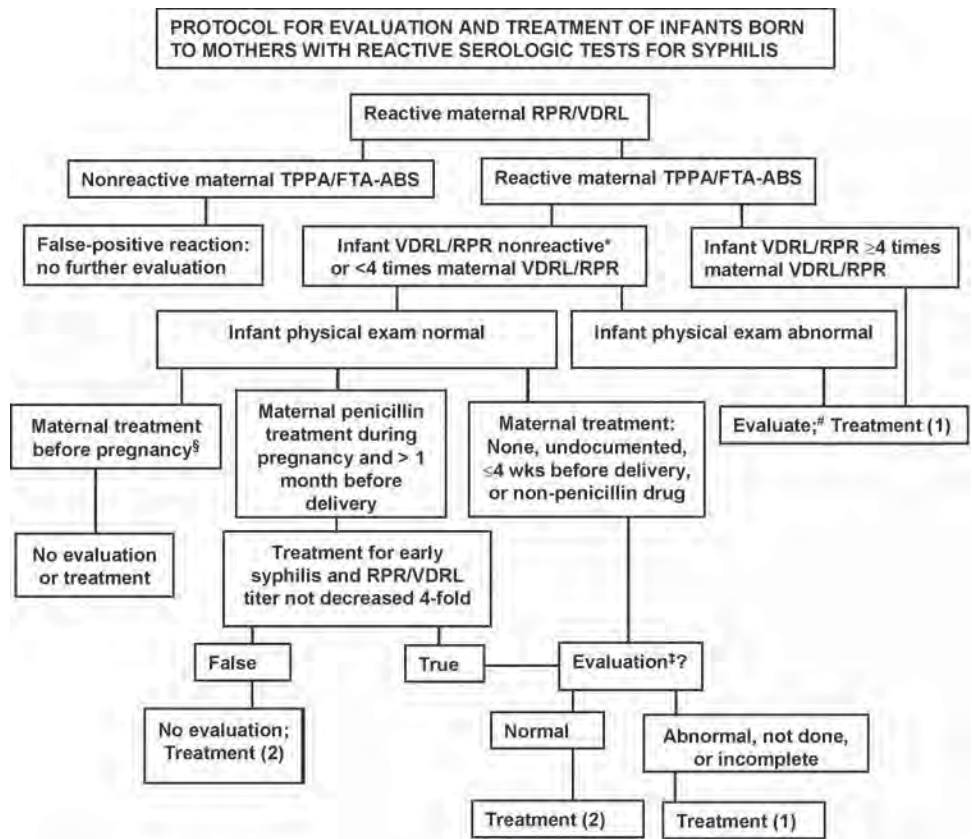 PROTOCOL FOR EVALUATION AND TREATMENT OF INFANTS BORN
TO MOTHERS WITH REACTIVE SEROLOGIC TESTS FOR SYPHILIS
Reactive maternal RPR/VDRL
Nonreactive maternal TPPA/FTA-ABS
Reactive maternal TPPA/FTA-ABS
False-positive reaction:
no further evaluation
Infant VDRL/RPR nonreactive*
or <4 times maternal VDRL/RPR
Infant VDRL/RPR ≥4 times
maternal VDRL/RPR
Infant physical exam normal
Infant physical exam abnormal
Maternal treatment
before pregnancy§
Maternal penicillin
treatment during
pregnancy and > 1
month before
delivery
Maternal treatment:
None, undocumented,
≤4 wks before delivery,
or non-penicillin drug
Evaluate;# Treatment (1)
No evaluation
or treatment
Treatment for early
syphilis and RPR/VDRL
titer not decreased 4-fold
False
True
Evaluation‡?
No evaluation;
Treatment (2)
Normal
Abnormal, not done,
or incomplete
Treatment (2)
Treatment (1)